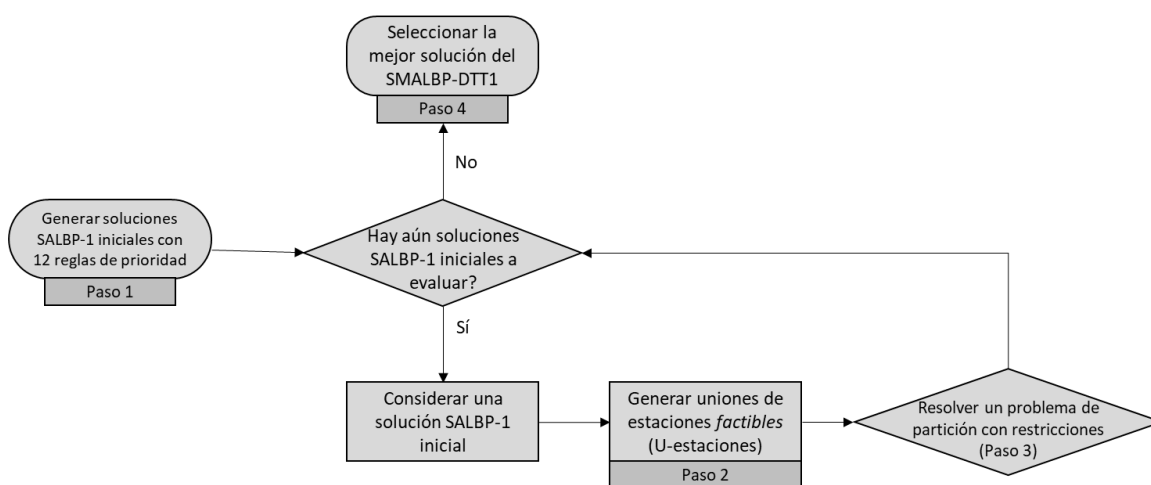 Seleccionar la
mejor solución del
SMALBP-DTT1
Paso 4
No
Generar soluciones
SALBP-1 iniciales con
12 reglas de prioridad
Paso 1
Hay aún soluciones
SALBP-1 iniciales a
evaluar?
Sí
Considerar una
solución SALBP-1
inicial
Generar uniones de
estaciones factibles
(U-estaciones)
Paso 2
Resolver un problema de
partición con restricciones
(Paso 3)